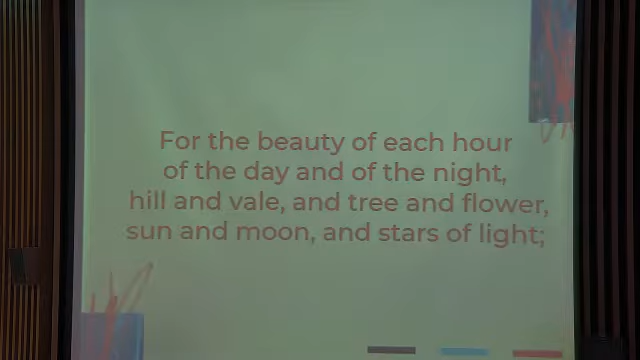 For the beauty of each hour
of the day and of the night,
hill and vale, and tree and flower,
sun and moon, and stars of light;